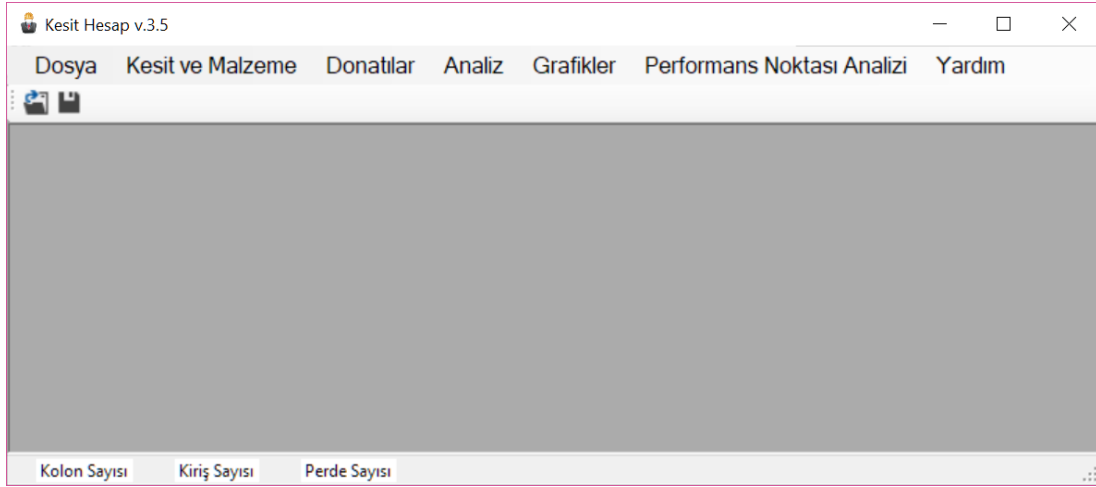 Kesit Hesap v.3.5
Dosya Kesit ve Malzeme Donatılar Analiz Grafikler Performans Noktası Analizi Yardım
Kolon Sayısı Kiriş Sayısı Perde Sayısı